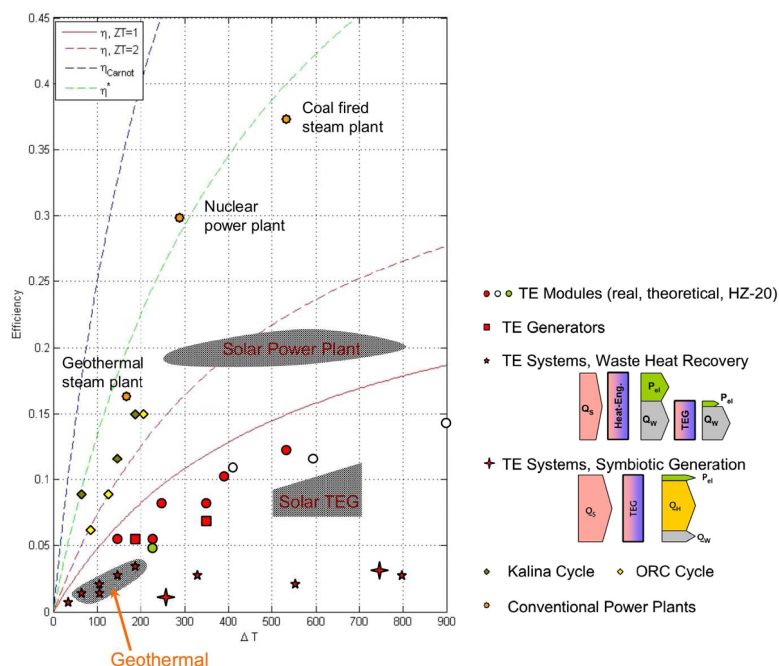 0.45
0.4
0.35
0.3
0.25
0.2
0.15
0.1
0.05
0
Efficiency
0
100
200
300
400
500
600
700
800
900
Δ T
η, ZT=1
η, ZT=2
ηCarnot
η*
Coal fired
steam plant
Nuclear
power plant
Geothermal
steam plant
Solar Power Plant
Solar TEG
Geothermal
TE Modules (real, theoretical, HZ-20)
TE Generators
TE Systems, Waste Heat Recovery
QS
Heat-Eng.
Pel
QW
TEG
Pel
QW
TE Systems, Symbiotic Generation
QS
TEG
Pel
QH
QW
Kalina Cycle
ORC Cycle
Conventional Power Plants